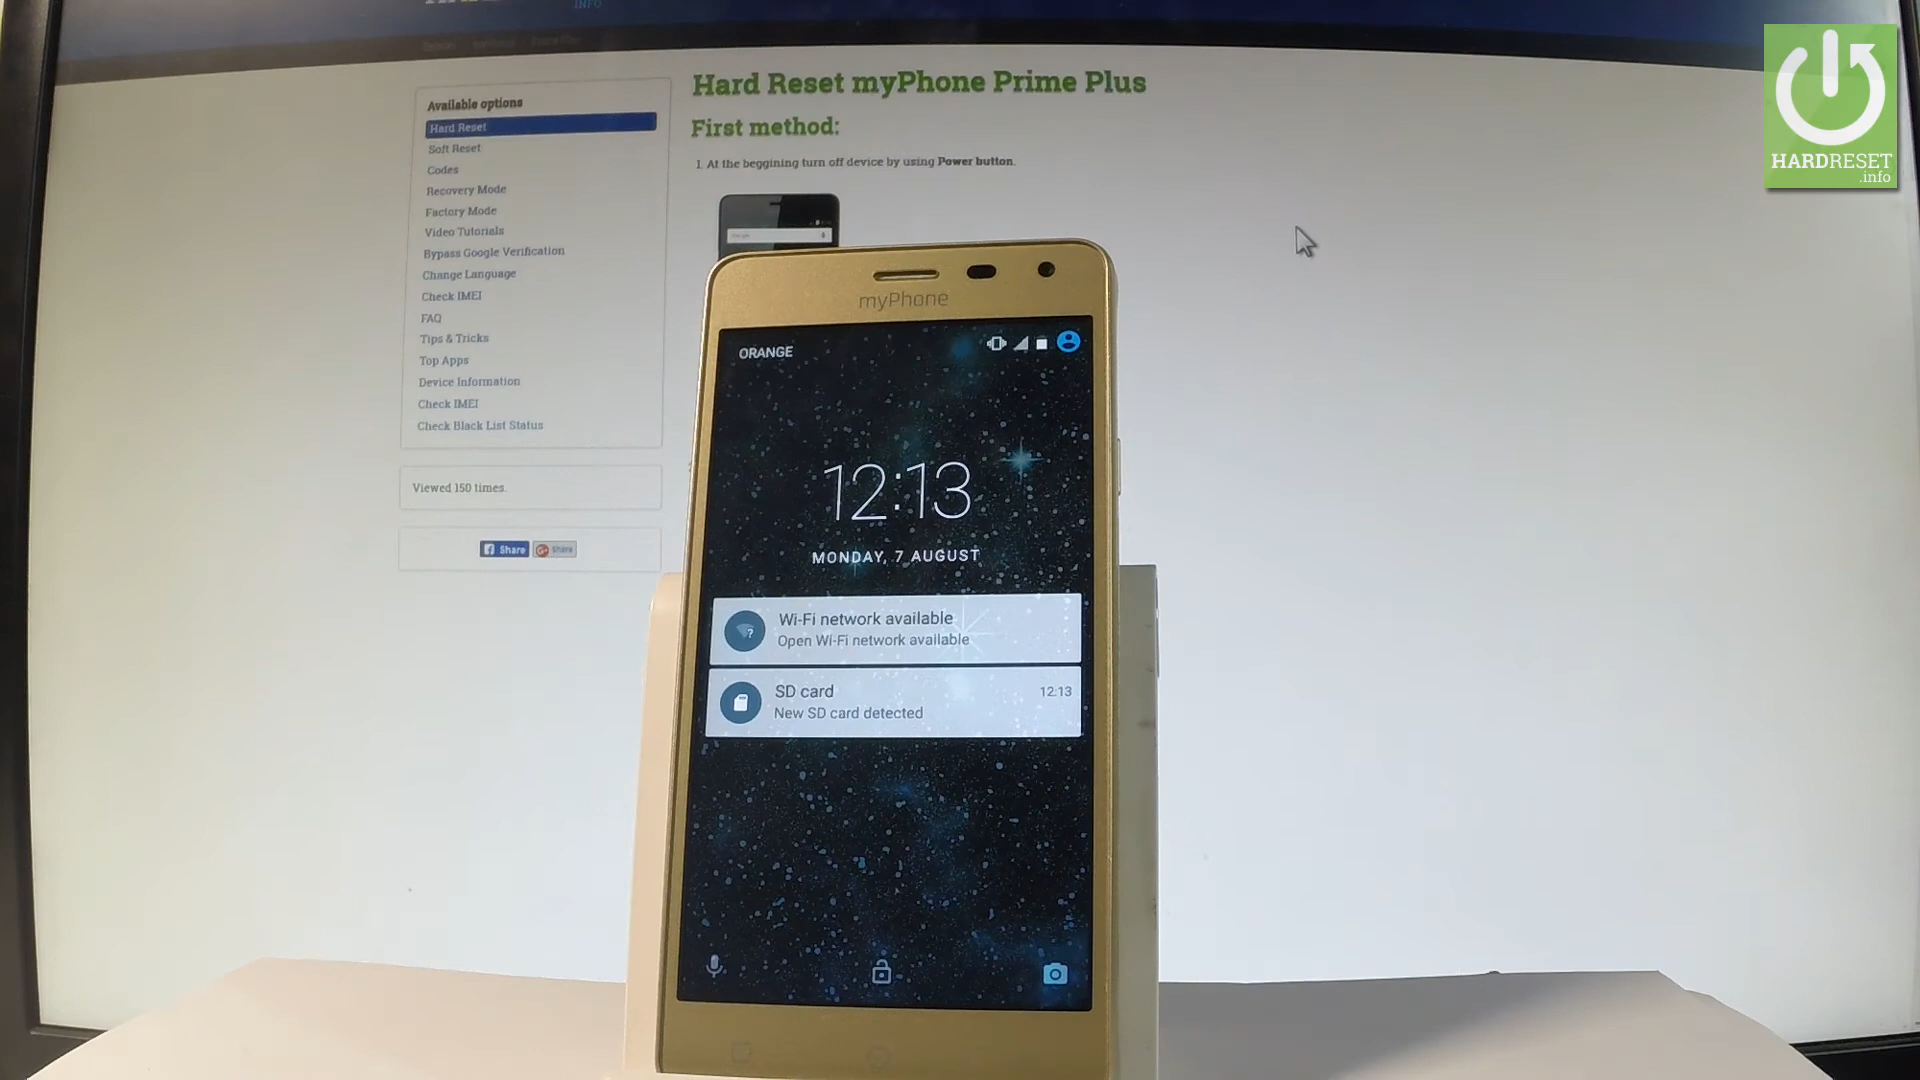 INFO
Hard Reset myPhone Prime Plus
First method:
1. At the beggining turn off device by using Power button.
Available options
Hard Reset
Soft Reset
Codes
Recovery Mode
Factory Mode
Video Tutorials
Bypass Google Verification
Change Language
Check IMEI
FAQ
Tips & Tricks
Top Apps
Device Information
Check IMEI
Check Black List Status
Viewed 150 times.
Share
Share
HARDRESET
.info
myPhone
ORANGE
12:13
MONDAY, 7 AUGUST
Wi-Fi network available
Open Wi-Fi network available
SD card 12:13
New SD card detected